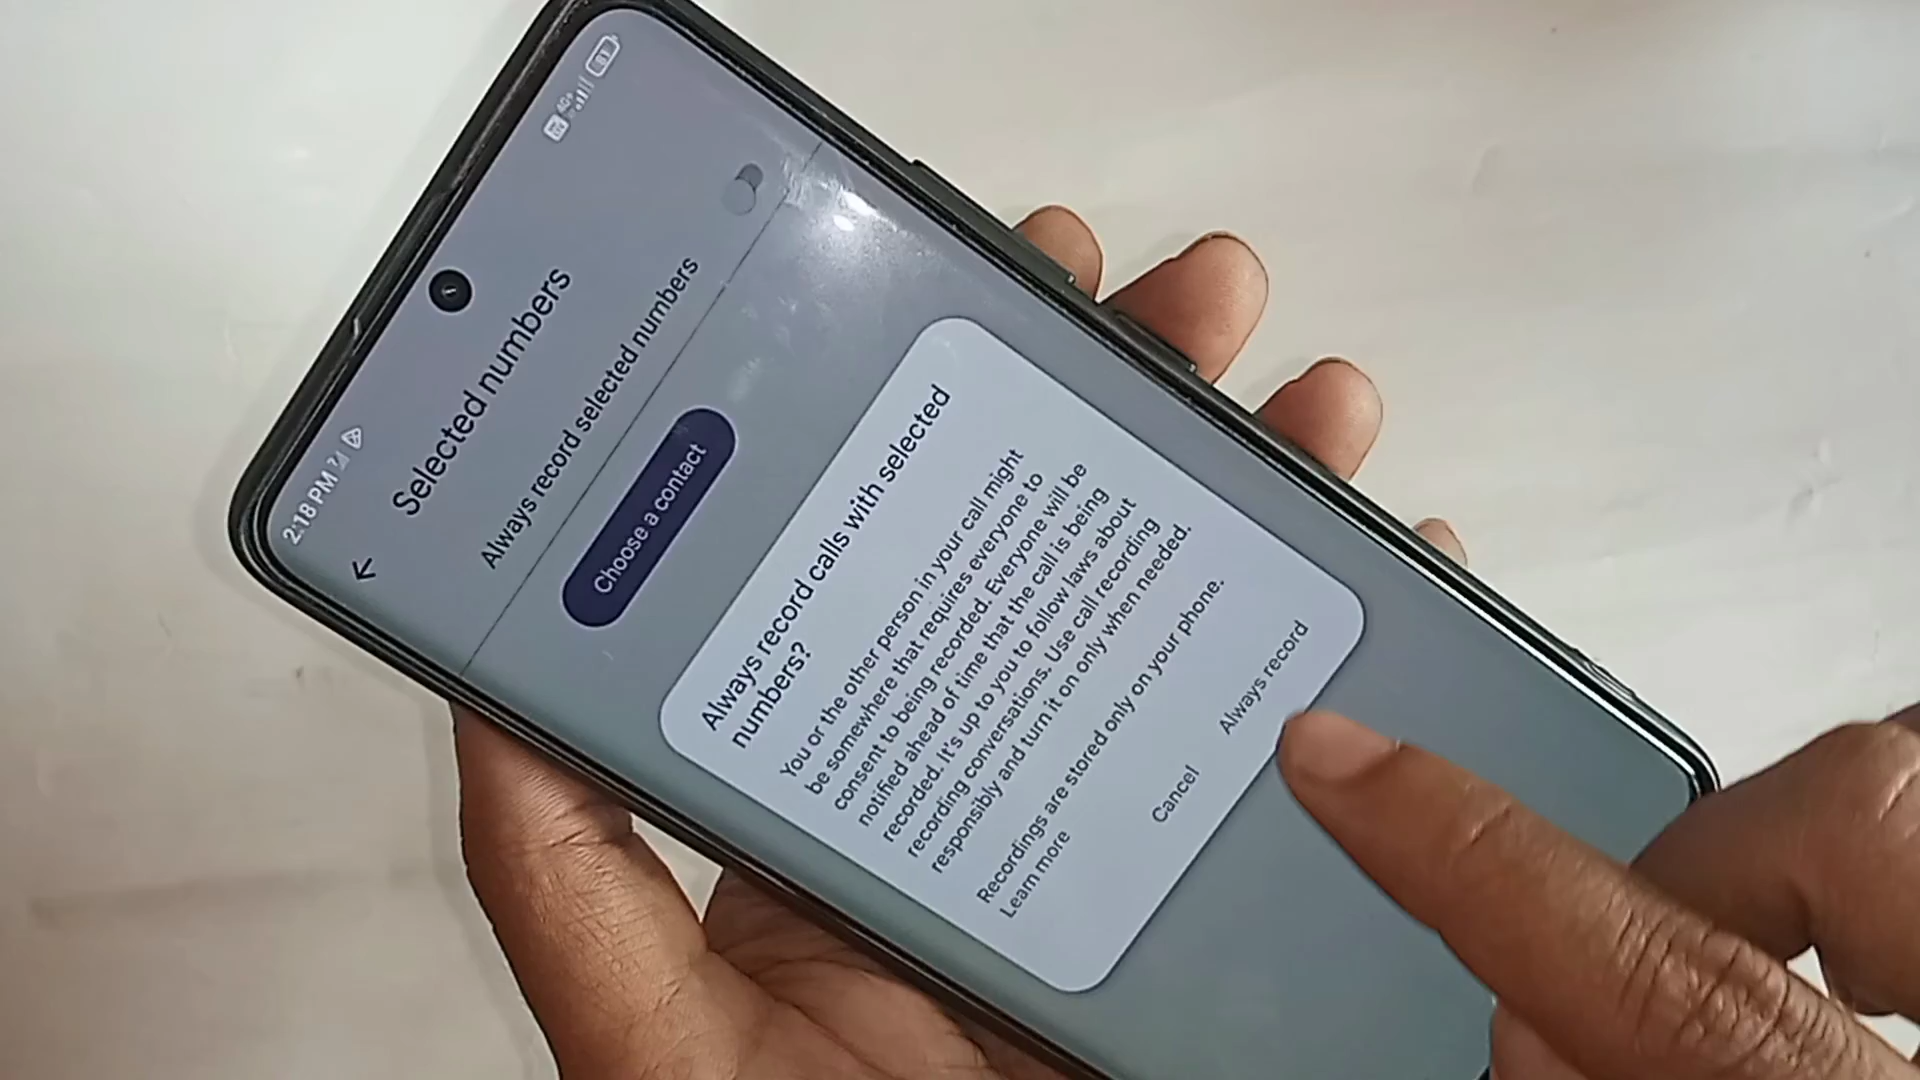 2:18 PM
4G+
81
Selected numbers
Always record selected numbers
Choose a contact
Always record calls with selected
numbers?
You or the other person in your call might
be somewhere that requires everyone to
consent to being recorded. Everyone will be
notified ahead of time that the call is being
recorded. It's up to you to follow laws about
recording conversations. Use call recording
responsibly and turn it on only when needed.
Recordings are stored only on your phone.
Learn more
Cancel
Always record